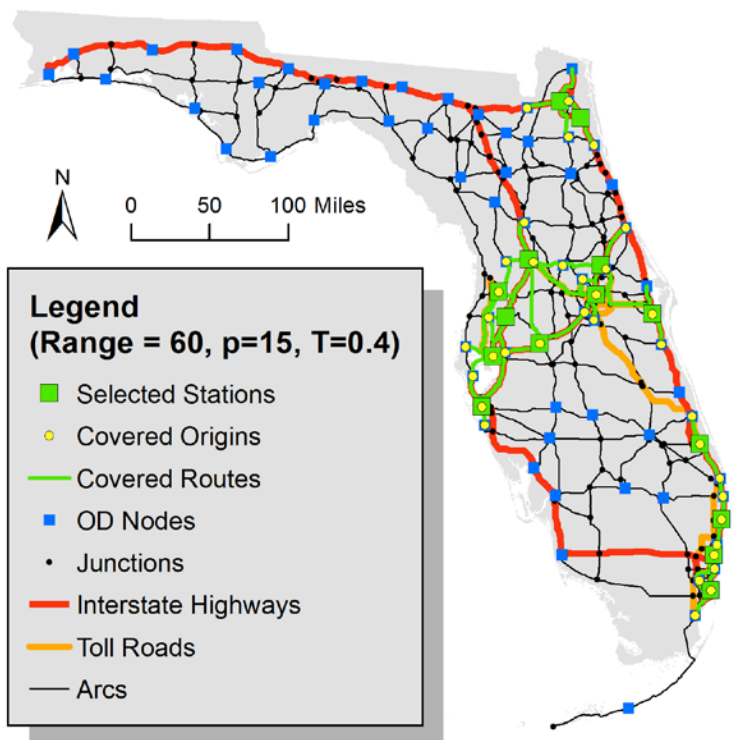 N
0 50 100 Miles
Legend
(Range = 60, p=15, T=0.4)
Selected Stations
Covered Origins
Covered Routes
OD Nodes
Junctions
Interstate Highways
Toll Roads
Arcs